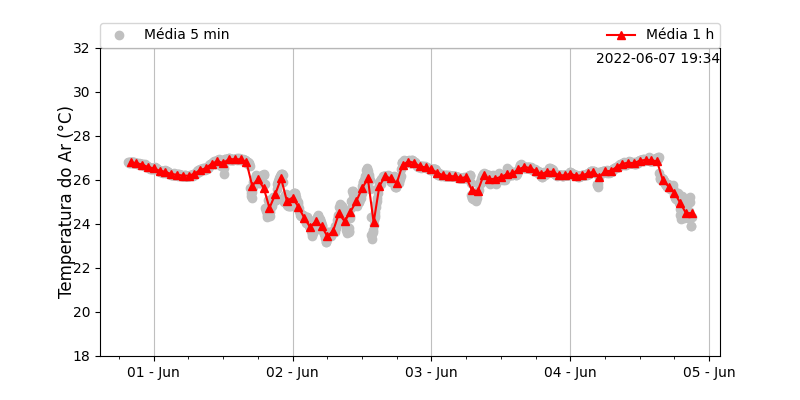 Média 5 min
Média 1 h
2022-06-07 19:34
Temperatura do Ar (°C)
32
30
28
26
24
22
20
18
01 - Jun
02 - Jun
03 - Jun
04 - Jun
05 - Jun